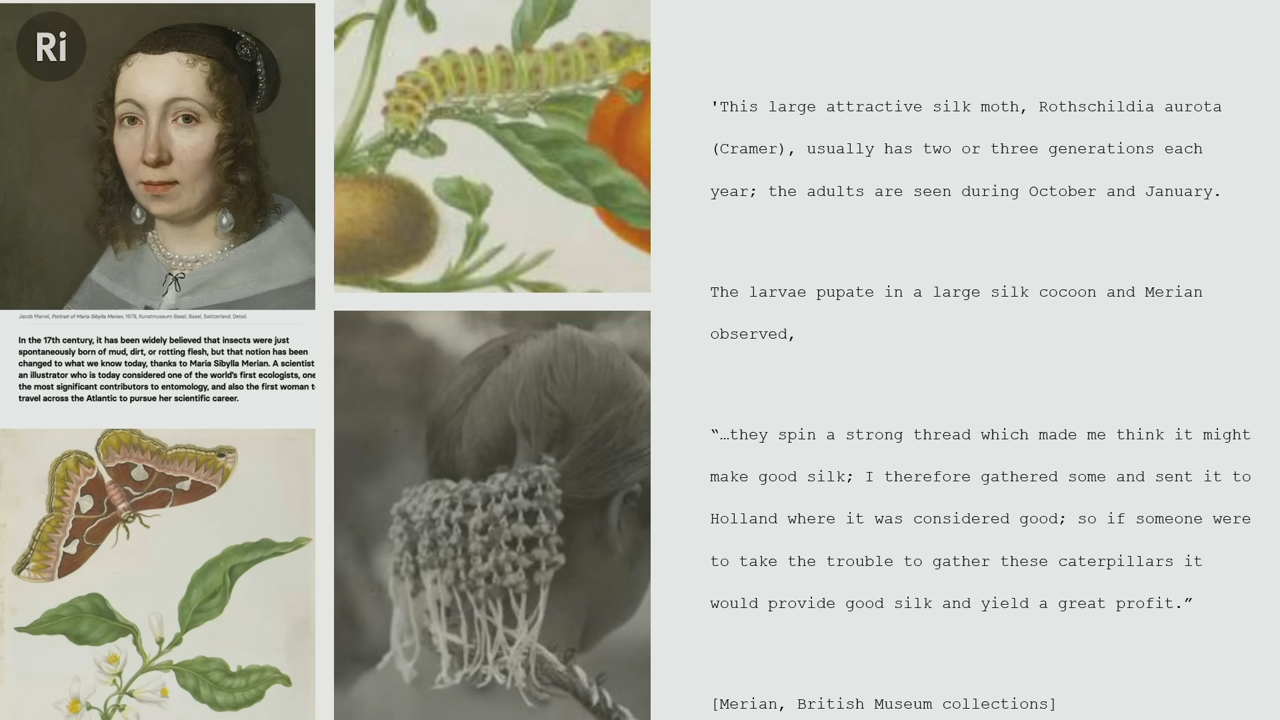 Ri
Jacob Marrel, Portrait of Maria Sibylla Merian, 1679, Kunstmuseum Basel, Basel, Switzerland. Detail.
In the 17th century, it has been widely believed that insects were just
spontaneously born of mud, dirt, or rotting flesh, but that notion has been
changed to what we know today, thanks to Maria Sibylla Merian. A scientist
an illustrator who is today considered one of the world's first ecologists, one
the most significant contributors to entomology, and also the first woman t
travel across the Atlantic to pursue her scientific career.
'This large attractive silk moth, Rothschildia aurota
(Cramer), usually has two or three generations each
year; the adults are seen during October and January.
The larvae pupate in a large silk cocoon and Merian
observed,
“…they spin a strong thread which made me think it might
make good silk; I therefore gathered some and sent it to
Holland where it was considered good; so if someone were
to take the trouble to gather these caterpillars it
would provide good silk and yield a great profit.”
[Merian, British Museum collections]